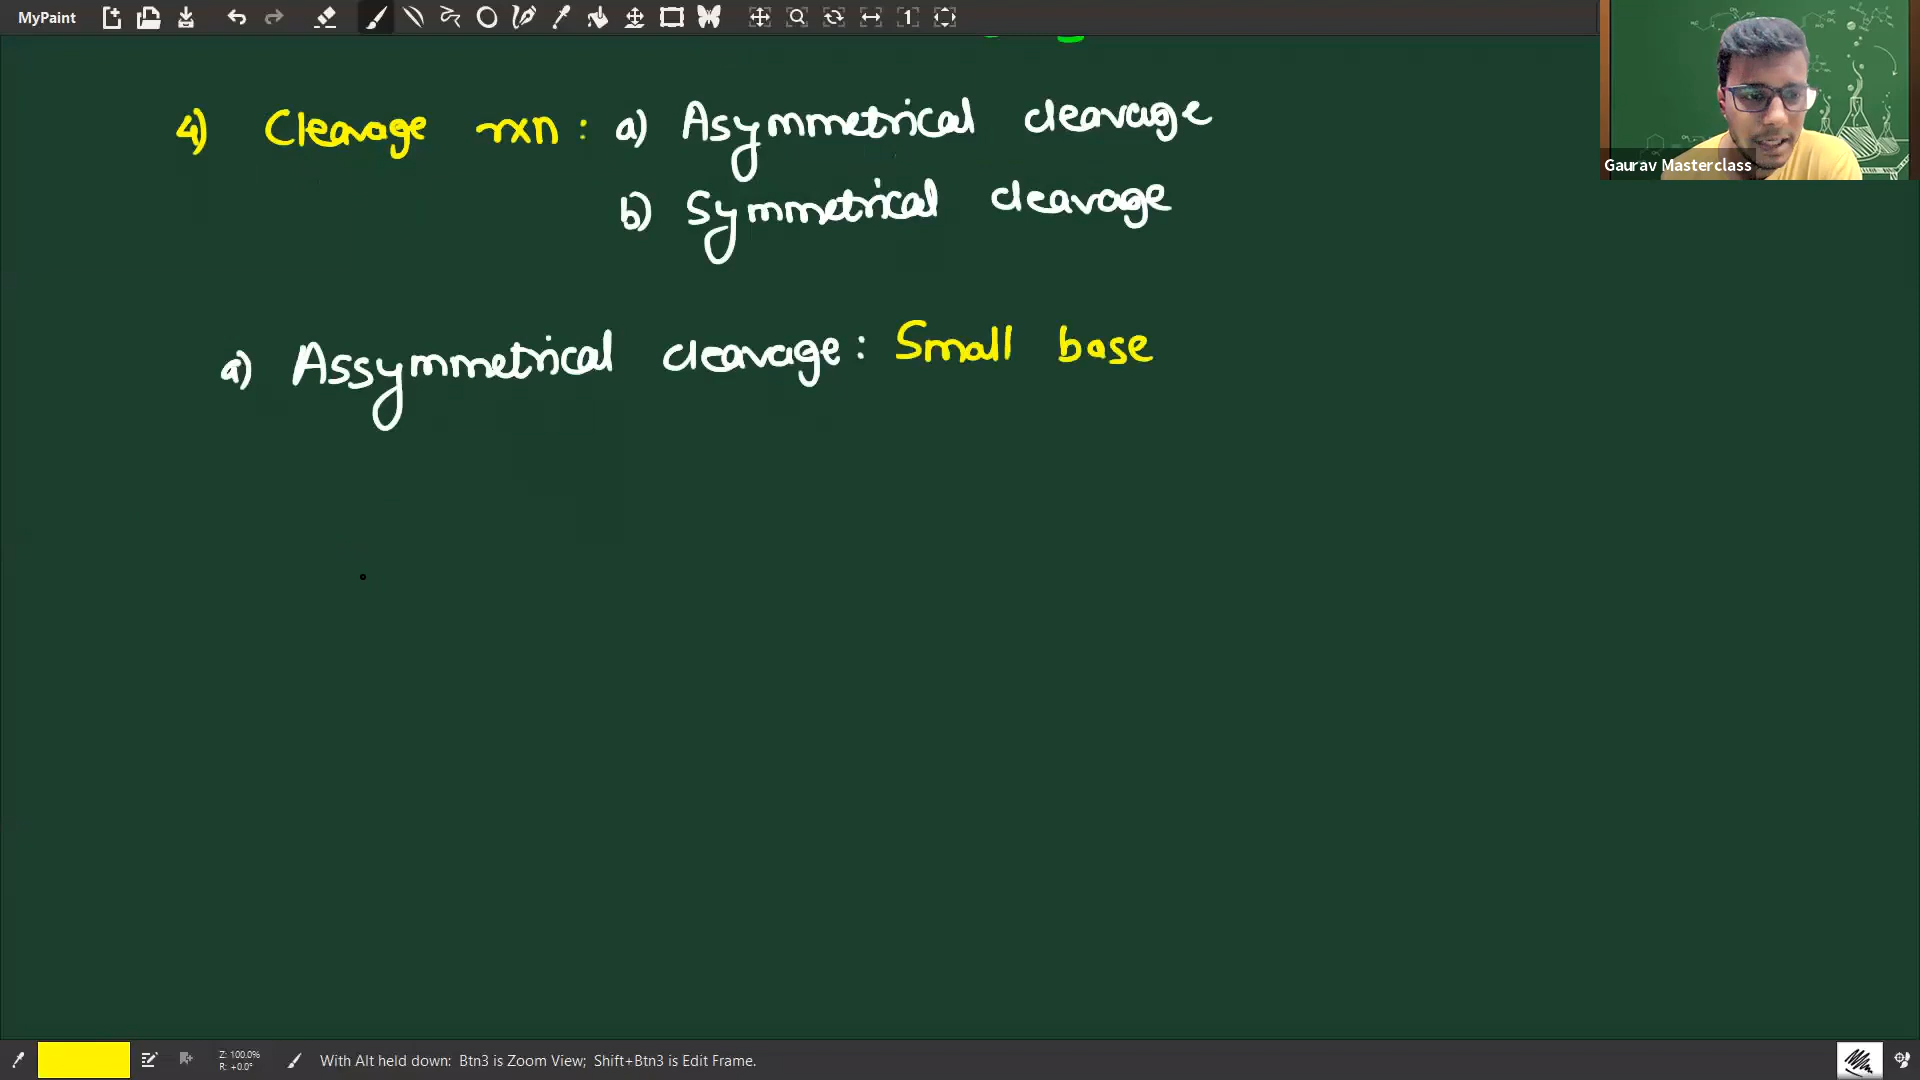 MyPaint
4) Cleavage rxn : a) Asymmetrical cleavage
b) Symmetrical cleavage
Gaurav Masterclass
a) Assymmetrical cleavage : Small base
Z: 100.0%
R: +0.0°
With Alt held down: Btn3 is Zoom View; Shift+Btn3 is Edit Frame.